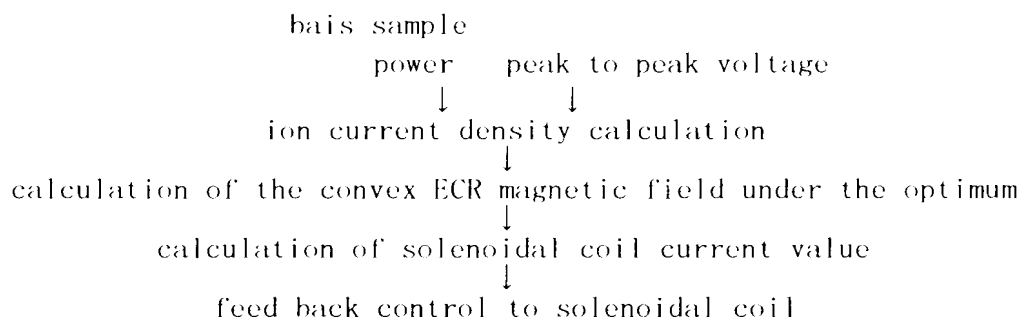 bais sample
power peak to peak voltage
↓ ↓
ion current density calculation
↓
calculation of the convex ECR magnetic field under the optimum
↓
calculation of solenoidal coil current value
↓
feed back control to solenoidal coil